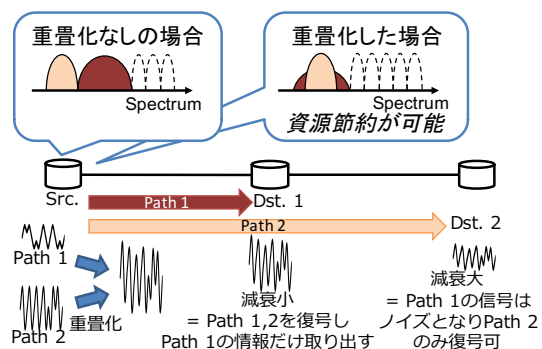 重畳化なしの場合
Spectrum
重畳化した場合
Spectrum
資源節約が可能
Src.
Path 1
Dst. 1
Path 2
Dst. 2
Path 1
Path 2
重畳化
減衰小
= Path 1,2を復号し
Path 1の情報だけ取り出す
減衰大
= Path 1の信号は
ノイズとなりPath 2
のみ復号可